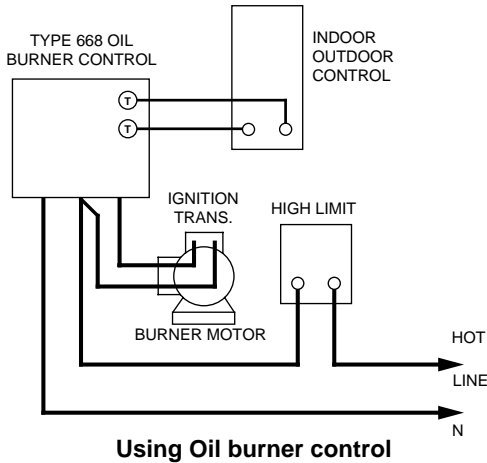 TYPE 668 OIL
BURNER CONTROL
INDOOR
OUTDOOR
CONTROL
T
T
IGNITION
TRANS.
HIGH LIMIT
BURNER MOTOR
HOT
LINE
N
Using Oil burner control